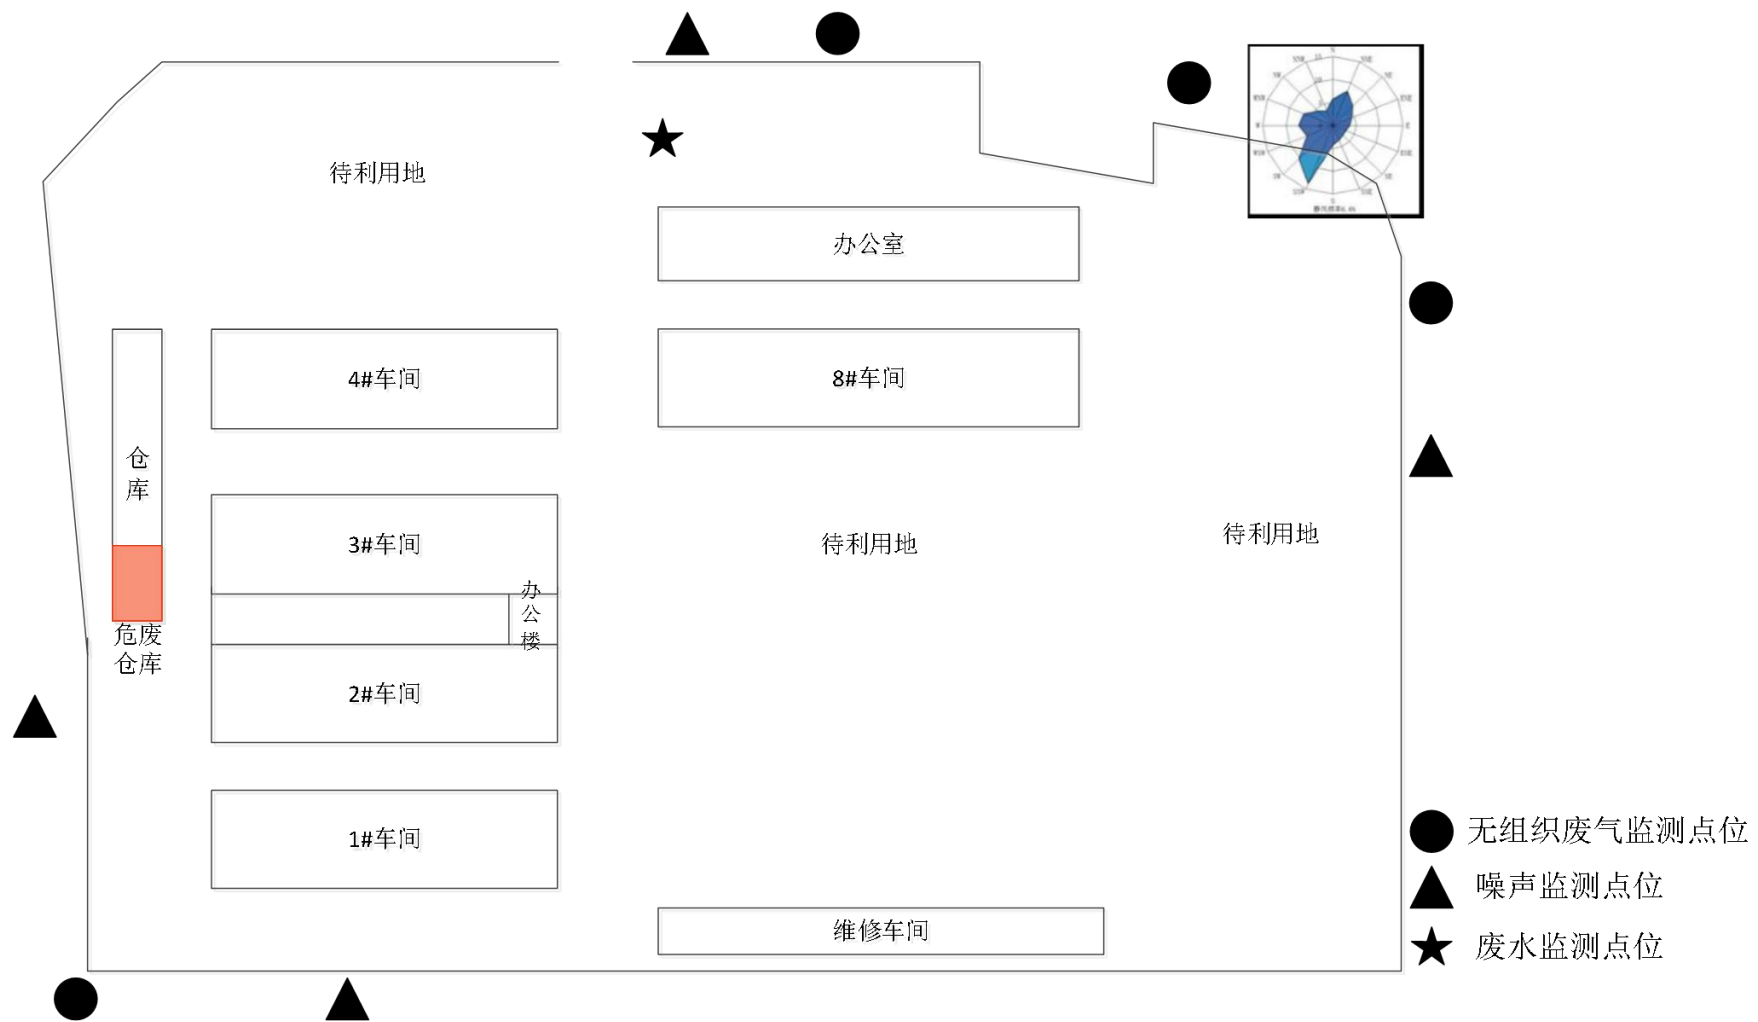 待利用地
办公室
4#车间
8#车间
仓
库
3#车间
待利用地
待利用地
办
公
楼
危废
仓库
2#车间
1#车间
维修车间
无组织废气监测点位
噪声监测点位
废水监测点位